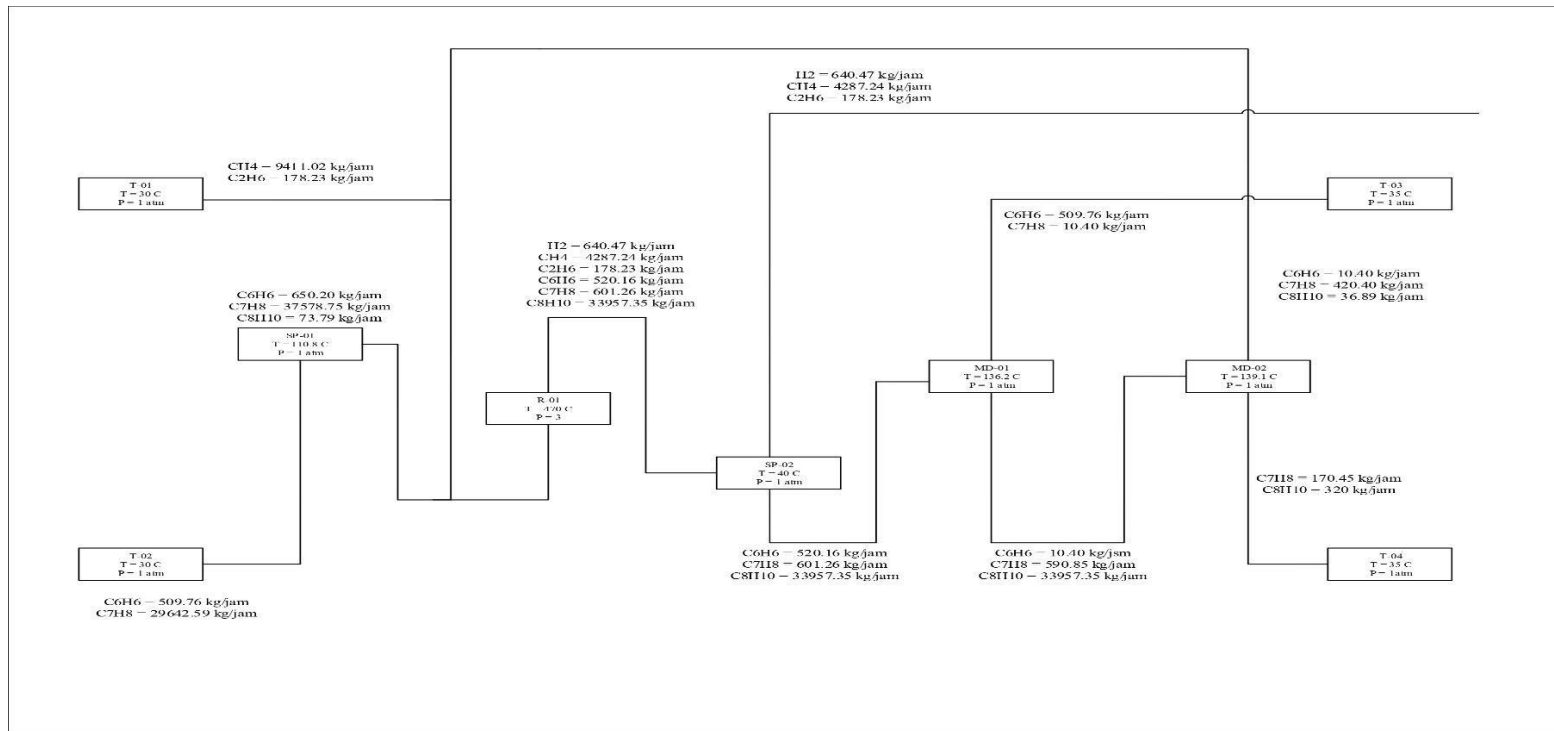 H2 = 640.47 kg/jam
CH4 = 4287.24 kg/jam
C2H6 = 178.23 kg/jam
CH4 = 9411.02 kg/jam
C2H6 = 178.23 kg/jam
T-01
T = 30 C
P = 1 atm
T-03
T = 35 C
P = 1 atm
C6H6 = 509.76 kg/jam
C7H8 = 10.40 kg/jam
H2 = 640.47 kg/jam
CH4 = 4287.24 kg/jam
C2H6 = 178.23 kg/jam
C6H6 = 520.16 kg/jam
C7H8 = 601.26 kg/jam
C8H10 = 33957.35 kg/jam
C6H6 = 10.40 kg/jam
C7H8 = 420.40 kg/jam
C8H10 = 36.89 kg/jam
C6H6 = 650.20 kg/jam
C7H8 = 37578.75 kg/jam
C8H10 = 73.79 kg/jam
SP-01
T = 110.8 C
P = 1 atm
MD-01
T = 136.2 C
P = 1 atm
MD-02
T = 139.1 C
P = 1 atm
R-01
T = 470 C
P = 3
SP-02
T = 40 C
P = 1 atm
C7H8 = 170.45 kg/jam
C8H10 = 320 kg/jam
T-02
T = 30 C
P = 1 atm
C6H6 = 520.16 kg/jam
C7H8 = 601.26 kg/jam
C8H10 = 33957.35 kg/jam
C6H6 = 10.40 kg/jsm
C7H8 = 590.85 kg/jam
C8H10 = 33957.35 kg/jam
T-04
T = 35 C
P = 1atm
C6H6 = 509.76 kg/jam
C7H8 = 29642.59 kg/jam